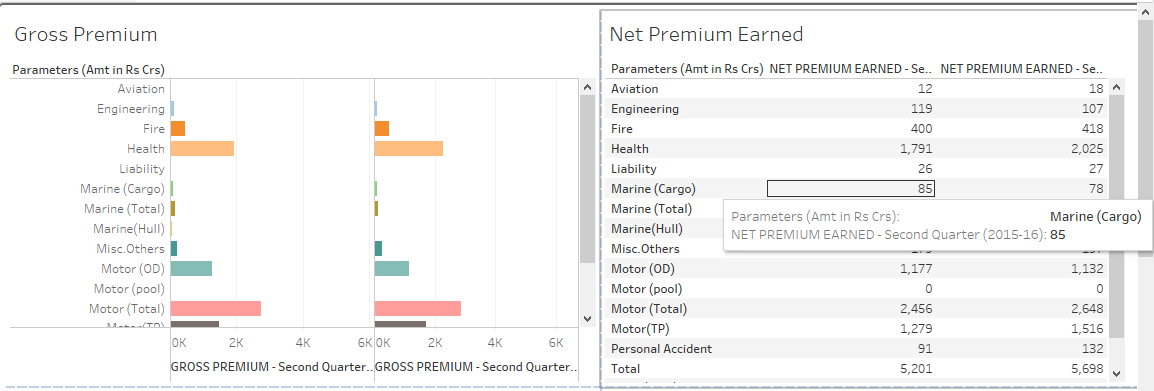 Gross Premium
Parameters (Amt in Rs Crs)
Aviation
Engineering
Fire
Health
Liability
Marine (Cargo)
Marine (Total)
Marine(Hull)
Misc.Others
Motor (OD)
Motor (pool)
Motor (Total)
Motor(TP)
0K 2K 4K 6K 0K 2K 4K 6K
GROSS PREMIUM - Second Quarter.. GROSS PREMIUM - Second Quarter..
Net Premium Earned
Parameters (Amt in Rs Crs) NET PREMIUM EARNED - Se.. NET PREMIUM EARNED - Se..
Aviation 12 18
Engineering 119 107
Fire 400 418
Health 1,791 2,025
Liability 26 27
Marine (Cargo) 85 78
Marine (Total)
Marine(Hull)
Misc.Others
Motor (OD) 1,177 1,132
Motor (pool) 0 0
Motor (Total) 2,456 2,648
Motor(TP) 1,279 1,516
Personal Accident 91 132
Total 5,201 5,698
Parameters (Amt in Rs Crs): Marine (Cargo)
NET PREMIUM EARNED - Second Quarter (2015-16): 85